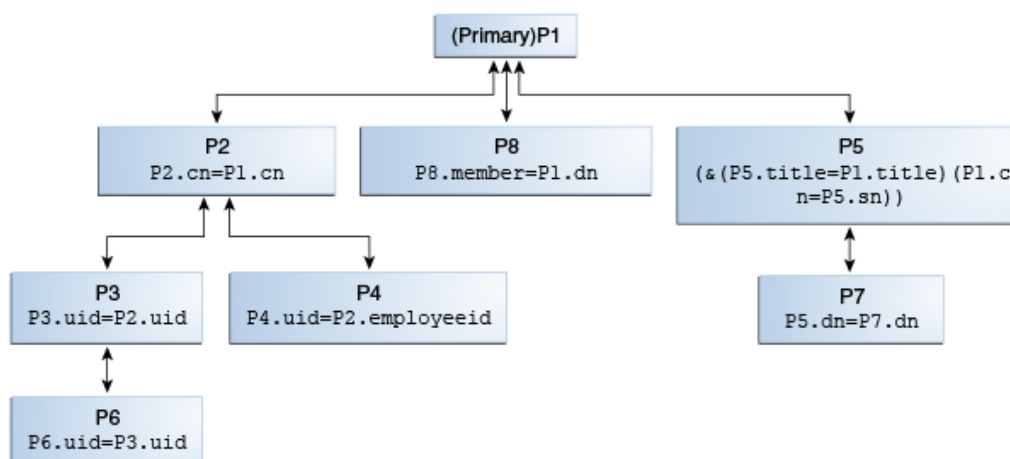 (Primary)P1
P2
P2.cn=P1.cn
P8
P8.member=P1.dn
P5
(&(P5.title=P1.title)(P1.c
n=P5.sn))
P3
P3.uid=P2.uid
P4
P4.uid=P2.employeeid
P7
P5.dn=P7.dn
P6
P6.uid=P3.uid